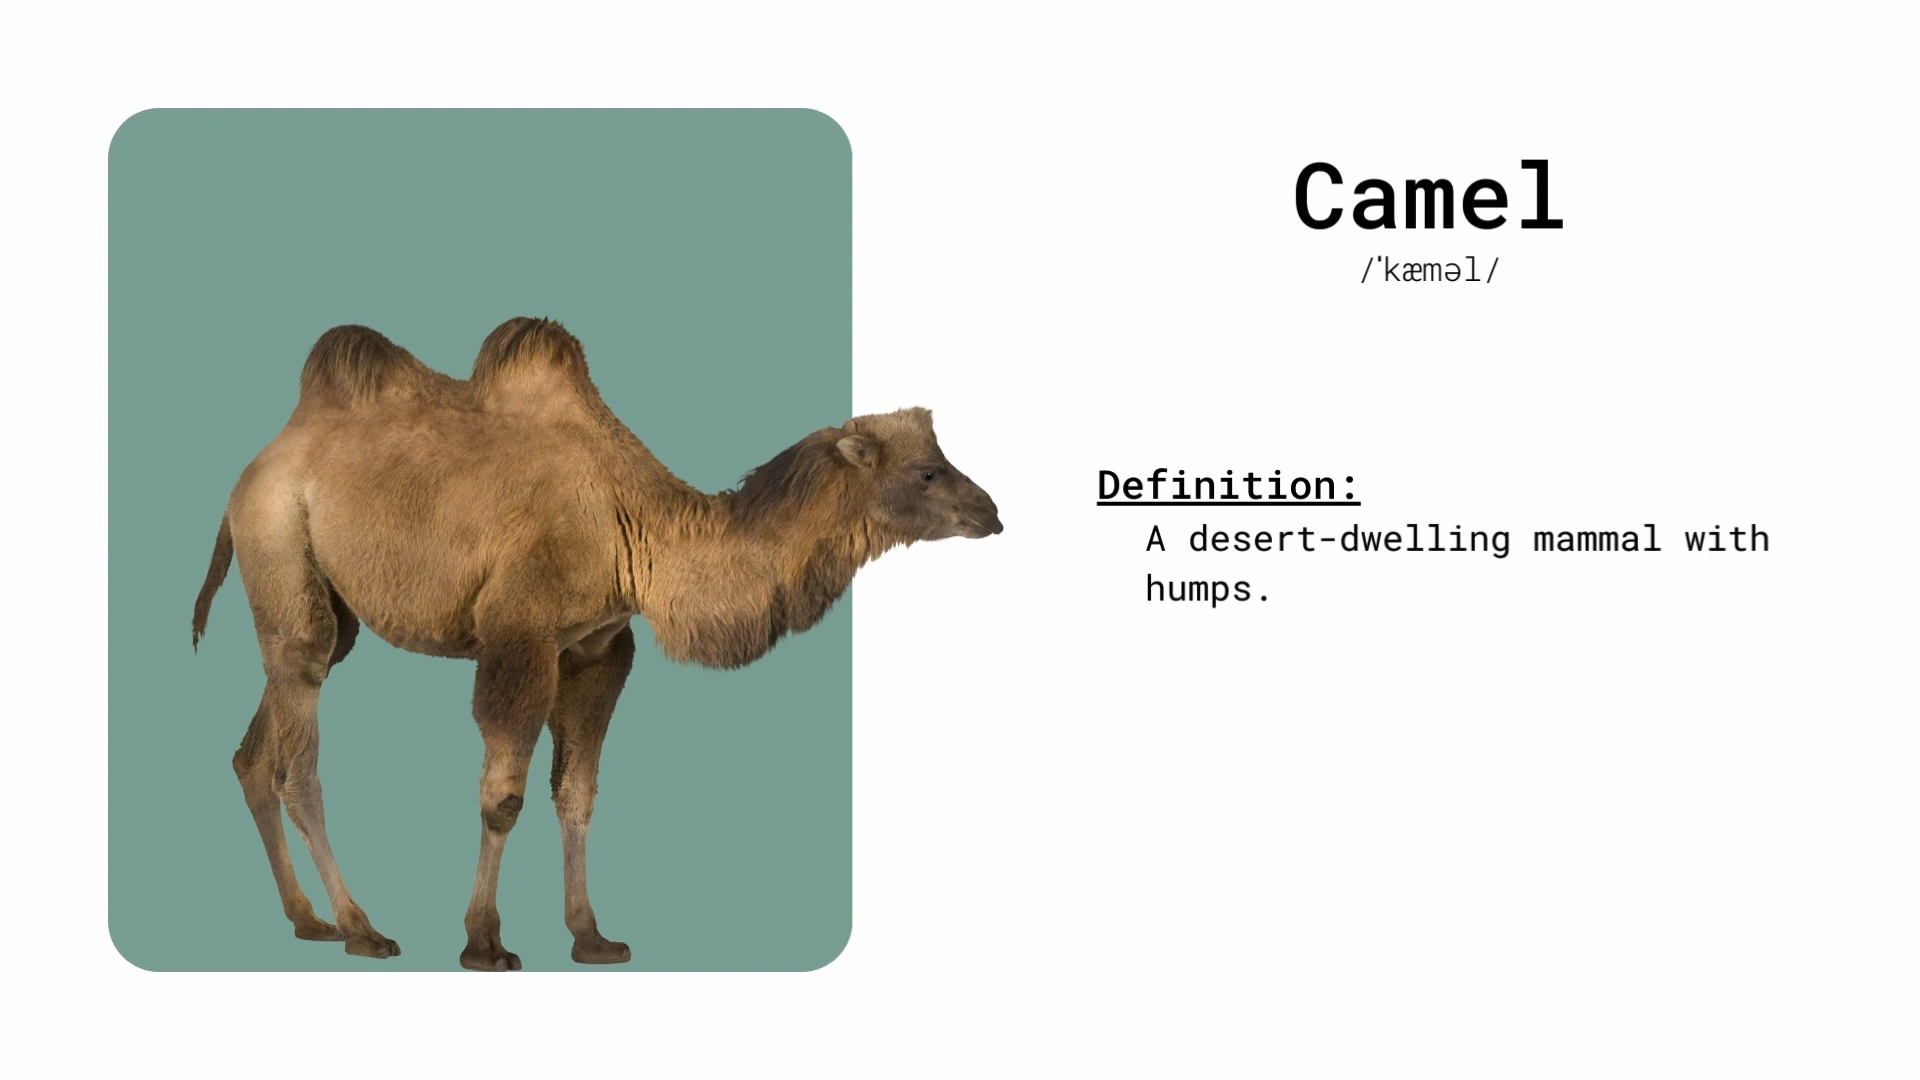 Camel
/ˈkæməl/
Definition:
A desert-dwelling mammal with
humps.